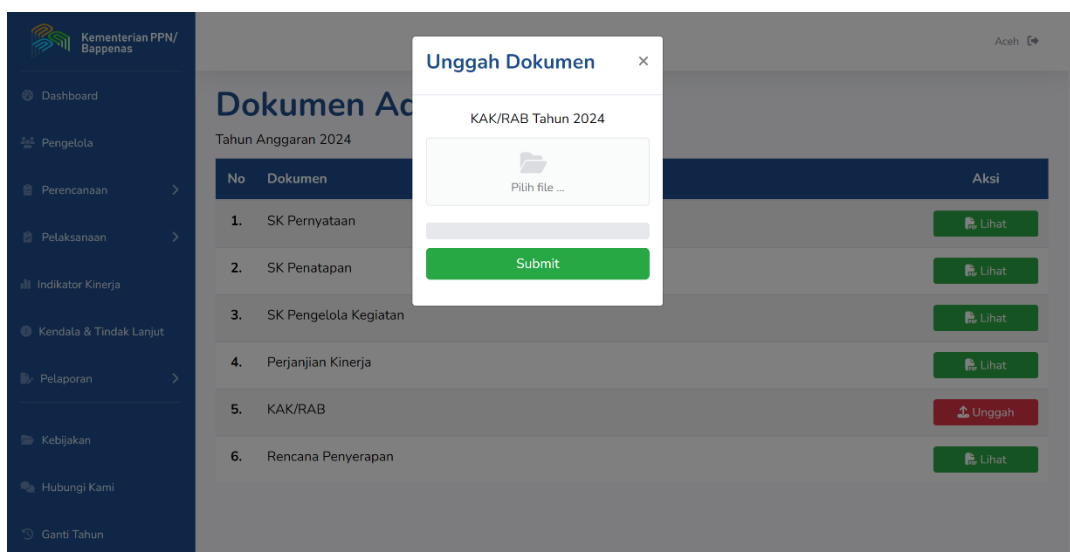 Kementerian PPN/
Bappenas
Aceh
Dashboard
Pengelola
Perencanaan
Pelaksanaan
Indikator Kinerja
Kendala & Tindak Lanjut
Pelaporan
Kebijakan
Hubungi Kami
Ganti Tahun
Dokumen Ad
Tahun Anggaran 2024
No Dokumen Aksi
1. SK Pernyataan Lihat
2. SK Penatapan Lihat
3. SK Pengelola Kegiatan Lihat
4. Perjanjian Kinerja Lihat
5. KAK/RAB Unggah
6. Rencana Penyerapan Lihat
Unggah Dokumen ×
KAK/RAB Tahun 2024
Pilih file ...
Submit